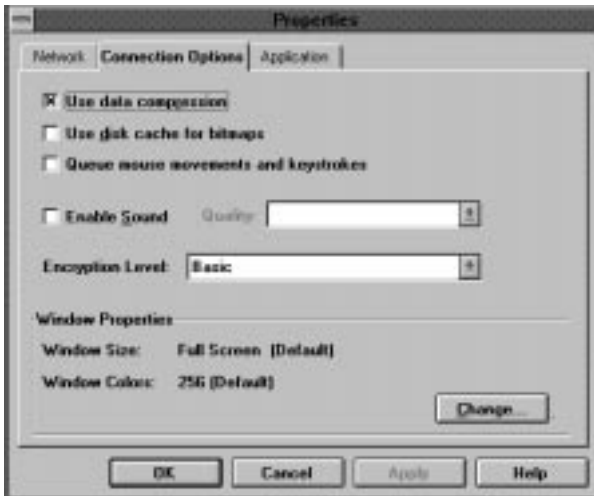 Properties
Network Connection Options Application
Use data compression
Use disk cache for bitmaps
Queue mouse movements and keystrokes
Enable Sound Quality:
Encryption Level: Basic
Window Properties
Window Size: Full Screen (Default)
Window Colors: 256 (Default)
Change...
OK Cancel Apply Help